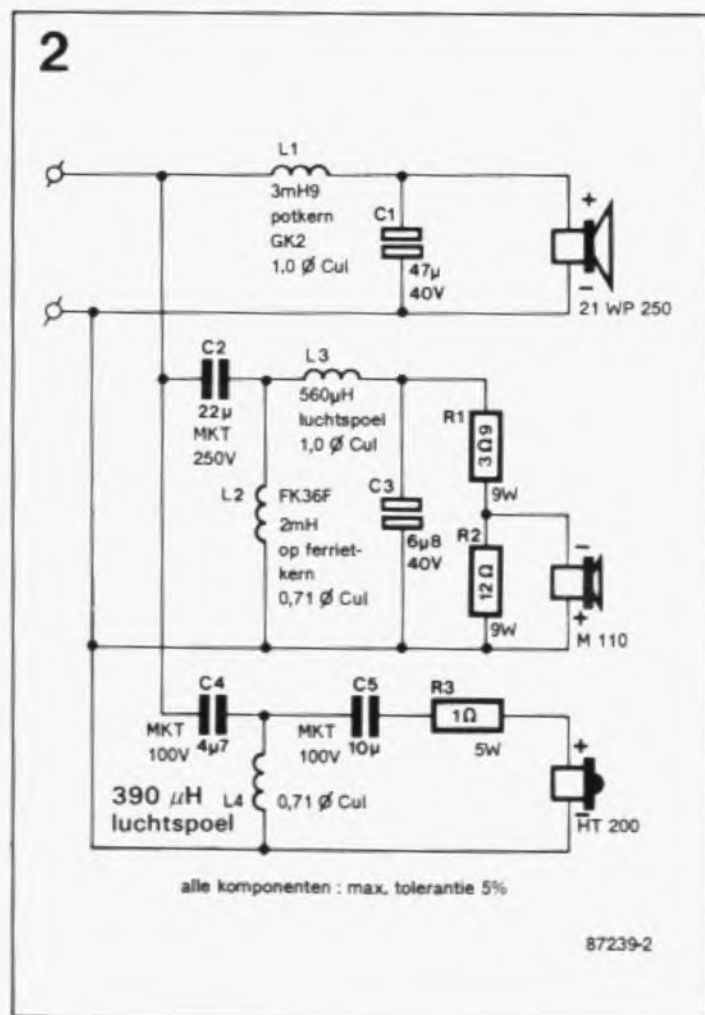 2
L1
3mH9
potkern
GK2
1,0 Ø Cul
C1
47µ
40V
+
−
21 WP 250
C2
22µ
MKT
250V
L3
560µH
luchtspoel
1,0 Ø Cul
L2
FK36F
2mH
op ferriet-
kern
0,71 Ø Cul
C3
6µ8
40V
R1
3Ω9
9W
R2
12Ω
9W
−
+
M 110
C4
MKT
100V
4µ7
C5
MKT
100V
10µ
R3
1Ω
5W
390 µH
luchtspoel
L4
0,71 Ø Cul
+
−
HT 200
alle komponenten : max. tolerantie 5%
87239-2